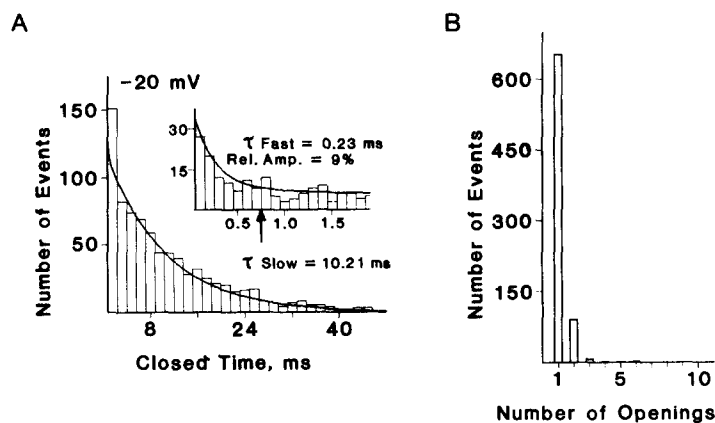 A
-20 mV
Number of Events
150
100
50
30
15
τ Fast = 0.23 ms
Rel. Amp. = 9%
0.5 1.0 1.5
τ Slow = 10.21 ms
8 24 40
Closed Time, ms
B
Number of Events
600
450
300
150
1 5 10
Number of Openings